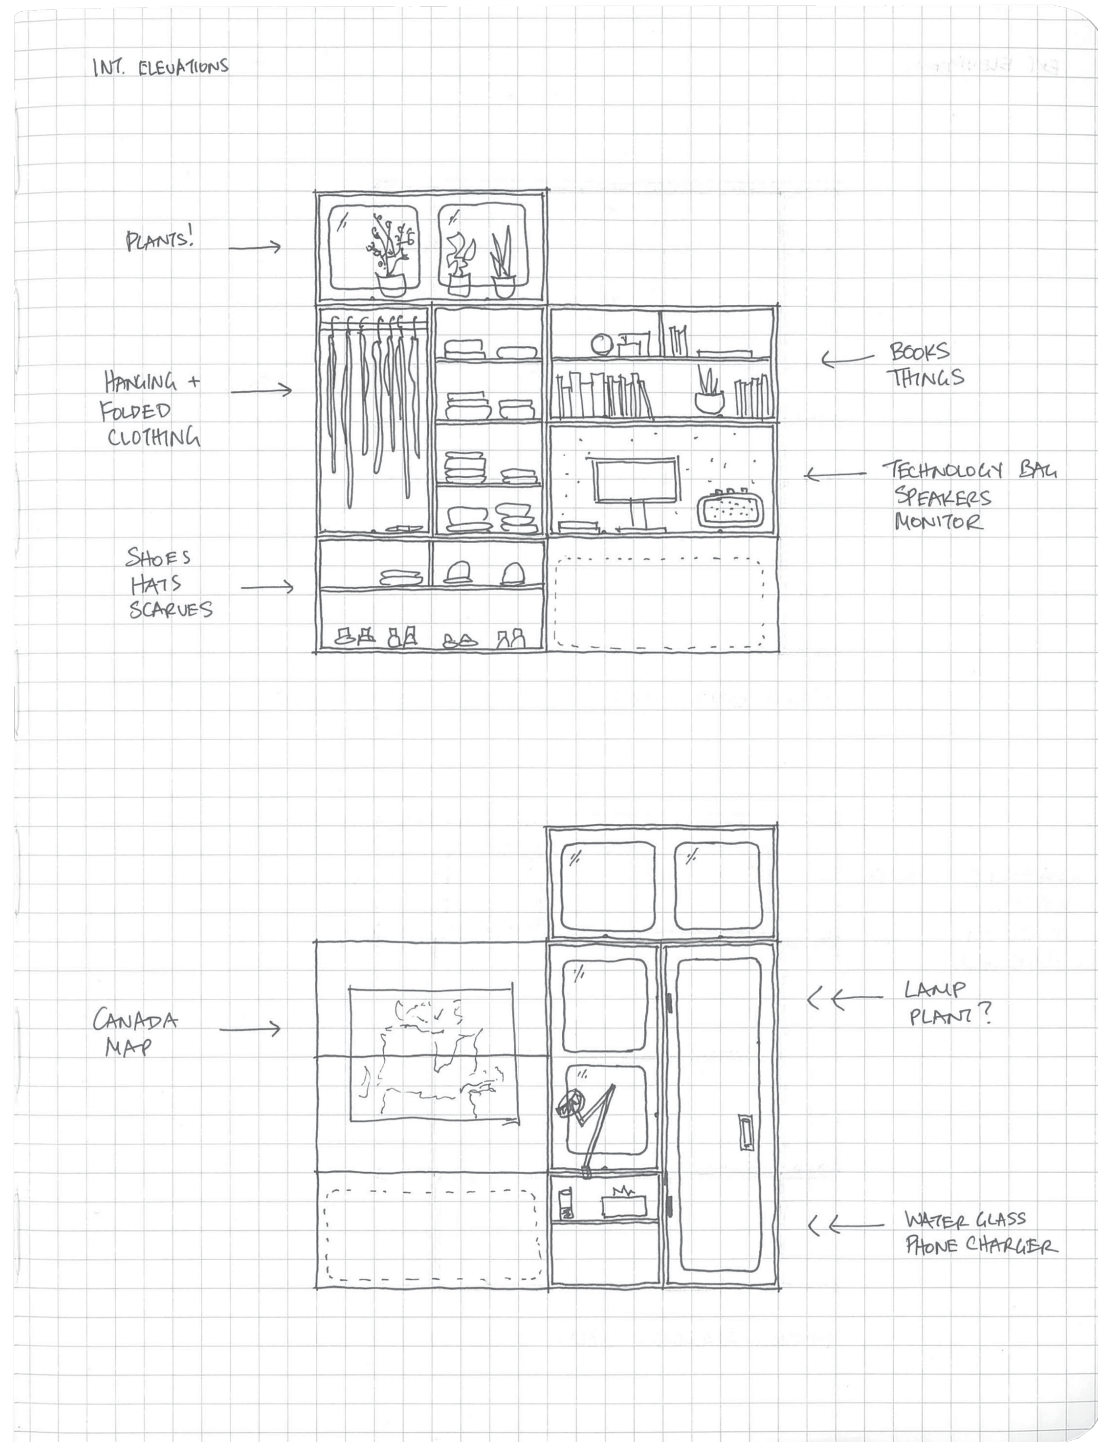 INT. ELEVATIONS
PLANTS!
HANGING +
FOLDED
CLOTHING
SHOES
HATS
SCARVES
BOOKS
THINGS
TECHNOLOGY BAG
SPEAKERS
MONITOR
CANADA
MAP
LAMP
PLANT?
WATER GLASS
PHONE CHARGER